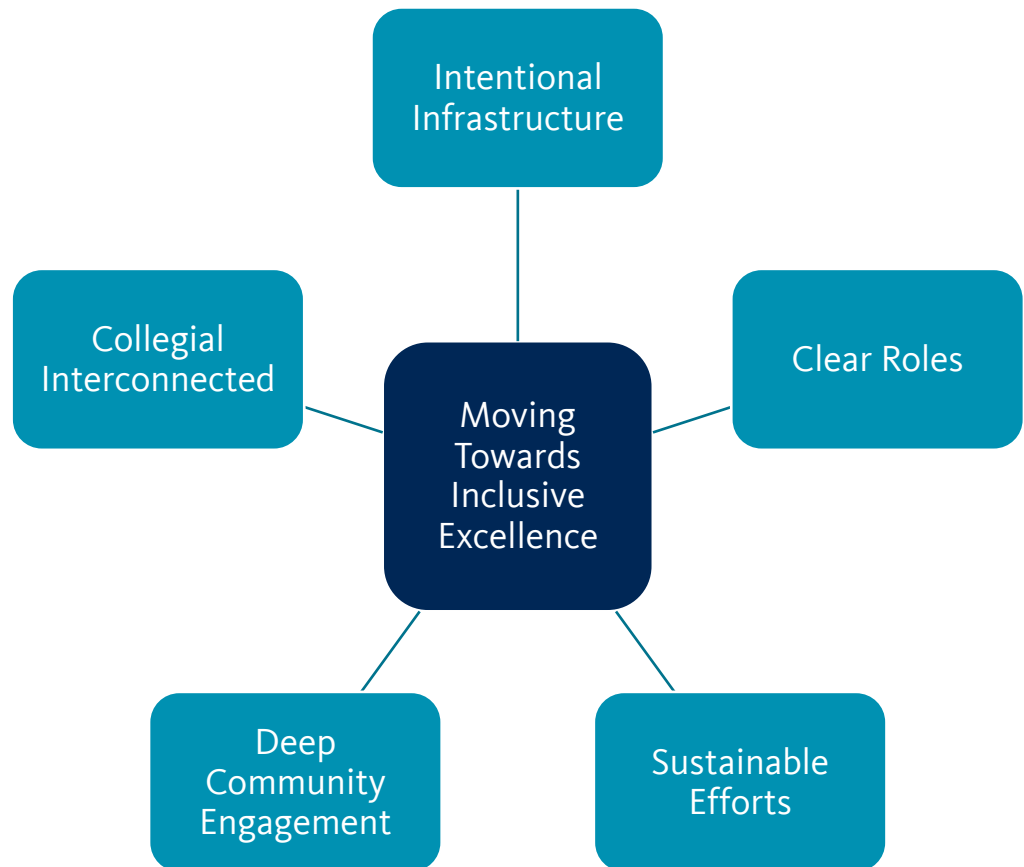 Intentional
Infrastructure
Collegial
Interconnected
Clear Roles
Moving
Towards
Inclusive
Excellence
Deep
Community
Engagement
Sustainable
Efforts